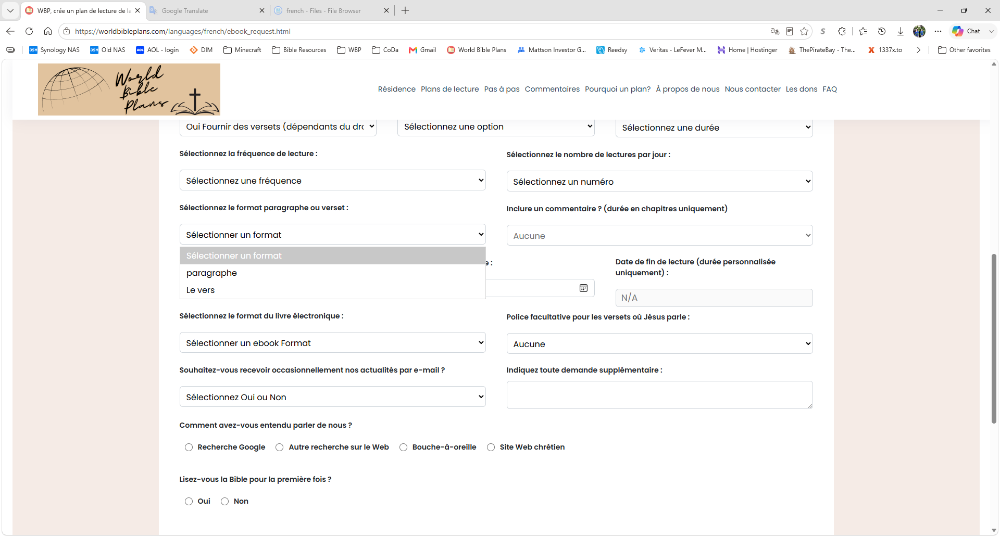 WBP, crée un plan de lecture de la
Google Translate
french - Files - File Browser
https://worldbibleplans.com/languages/french/ebook_request.html
Chat
Synology NAS
Old NAS
AOL - login
DIM
Minecraft
Bible Resources
WBP
CoDa
Gmail
World Bible Plans
Mattson Investor G...
Reedsy
Veritas - LeFever M...
Home | Hostinger
ThePirateBay - The...
1337x.to
Other favorites
World
Bible
Plans
Résidence Plans de lecture Pas à pas Commentaires Pourquoi un plan? À propos de nous Nous contacter Les dons FAQ
Oui Fournir des versets (dépendants du drc
Sélectionnez une option
Sélectionnez une durée
Sélectionnez la fréquence de lecture :
Sélectionnez le nombre de lectures par jour :
Sélectionnez une fréquence
Sélectionnez un numéro
Sélectionnez le format paragraphe ou verset :
Inclure un commentaire ? (durée en chapitres uniquement)
Sélectionner un format
Aucune
Sélectionner un format
paragraphe
Le vers
e :
Date de fin de lecture (durée personnalisée
uniquement) :
N/A
Sélectionnez le format du livre électronique :
Police facultative pour les versets où Jésus parle :
Sélectionner un ebook Format
Aucune
Souhaitez-vous recevoir occasionnellement nos actualités par e-mail ?
Indiquez toute demande supplémentaire :
Sélectionnez Oui ou Non
Comment avez-vous entendu parler de nous ?
Recherche Google
Autre recherche sur le Web
Bouche-à-oreille
Site Web chrétien
Lisez-vous la Bible pour la première fois ?
Oui
Non